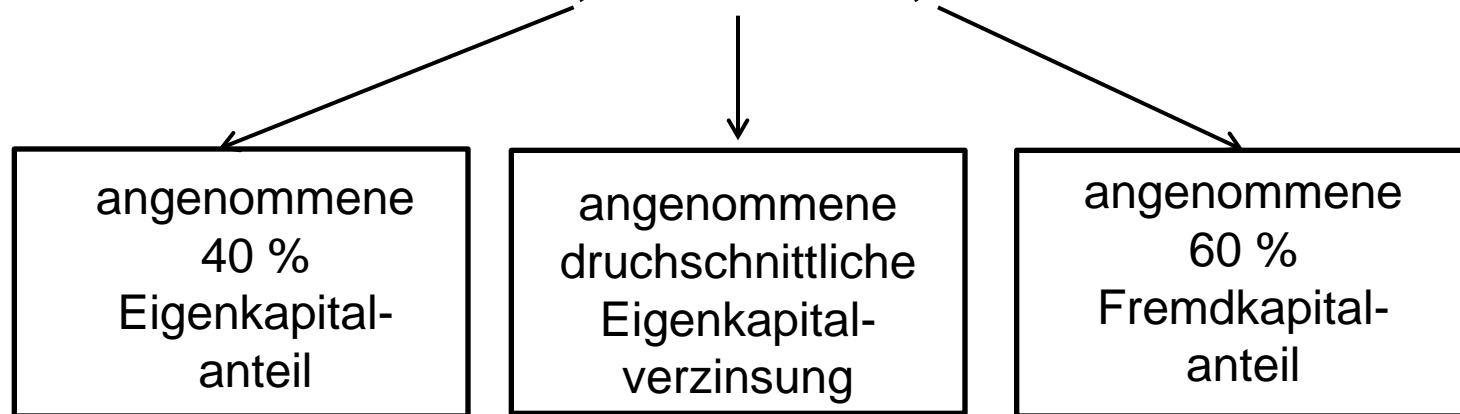 angenommene
40 %
Eigenkapital-
anteil
angenommene
druchschnittliche
Eigenkapital-
verzinsung
angenommene
60 %
Fremdkapital-
anteil